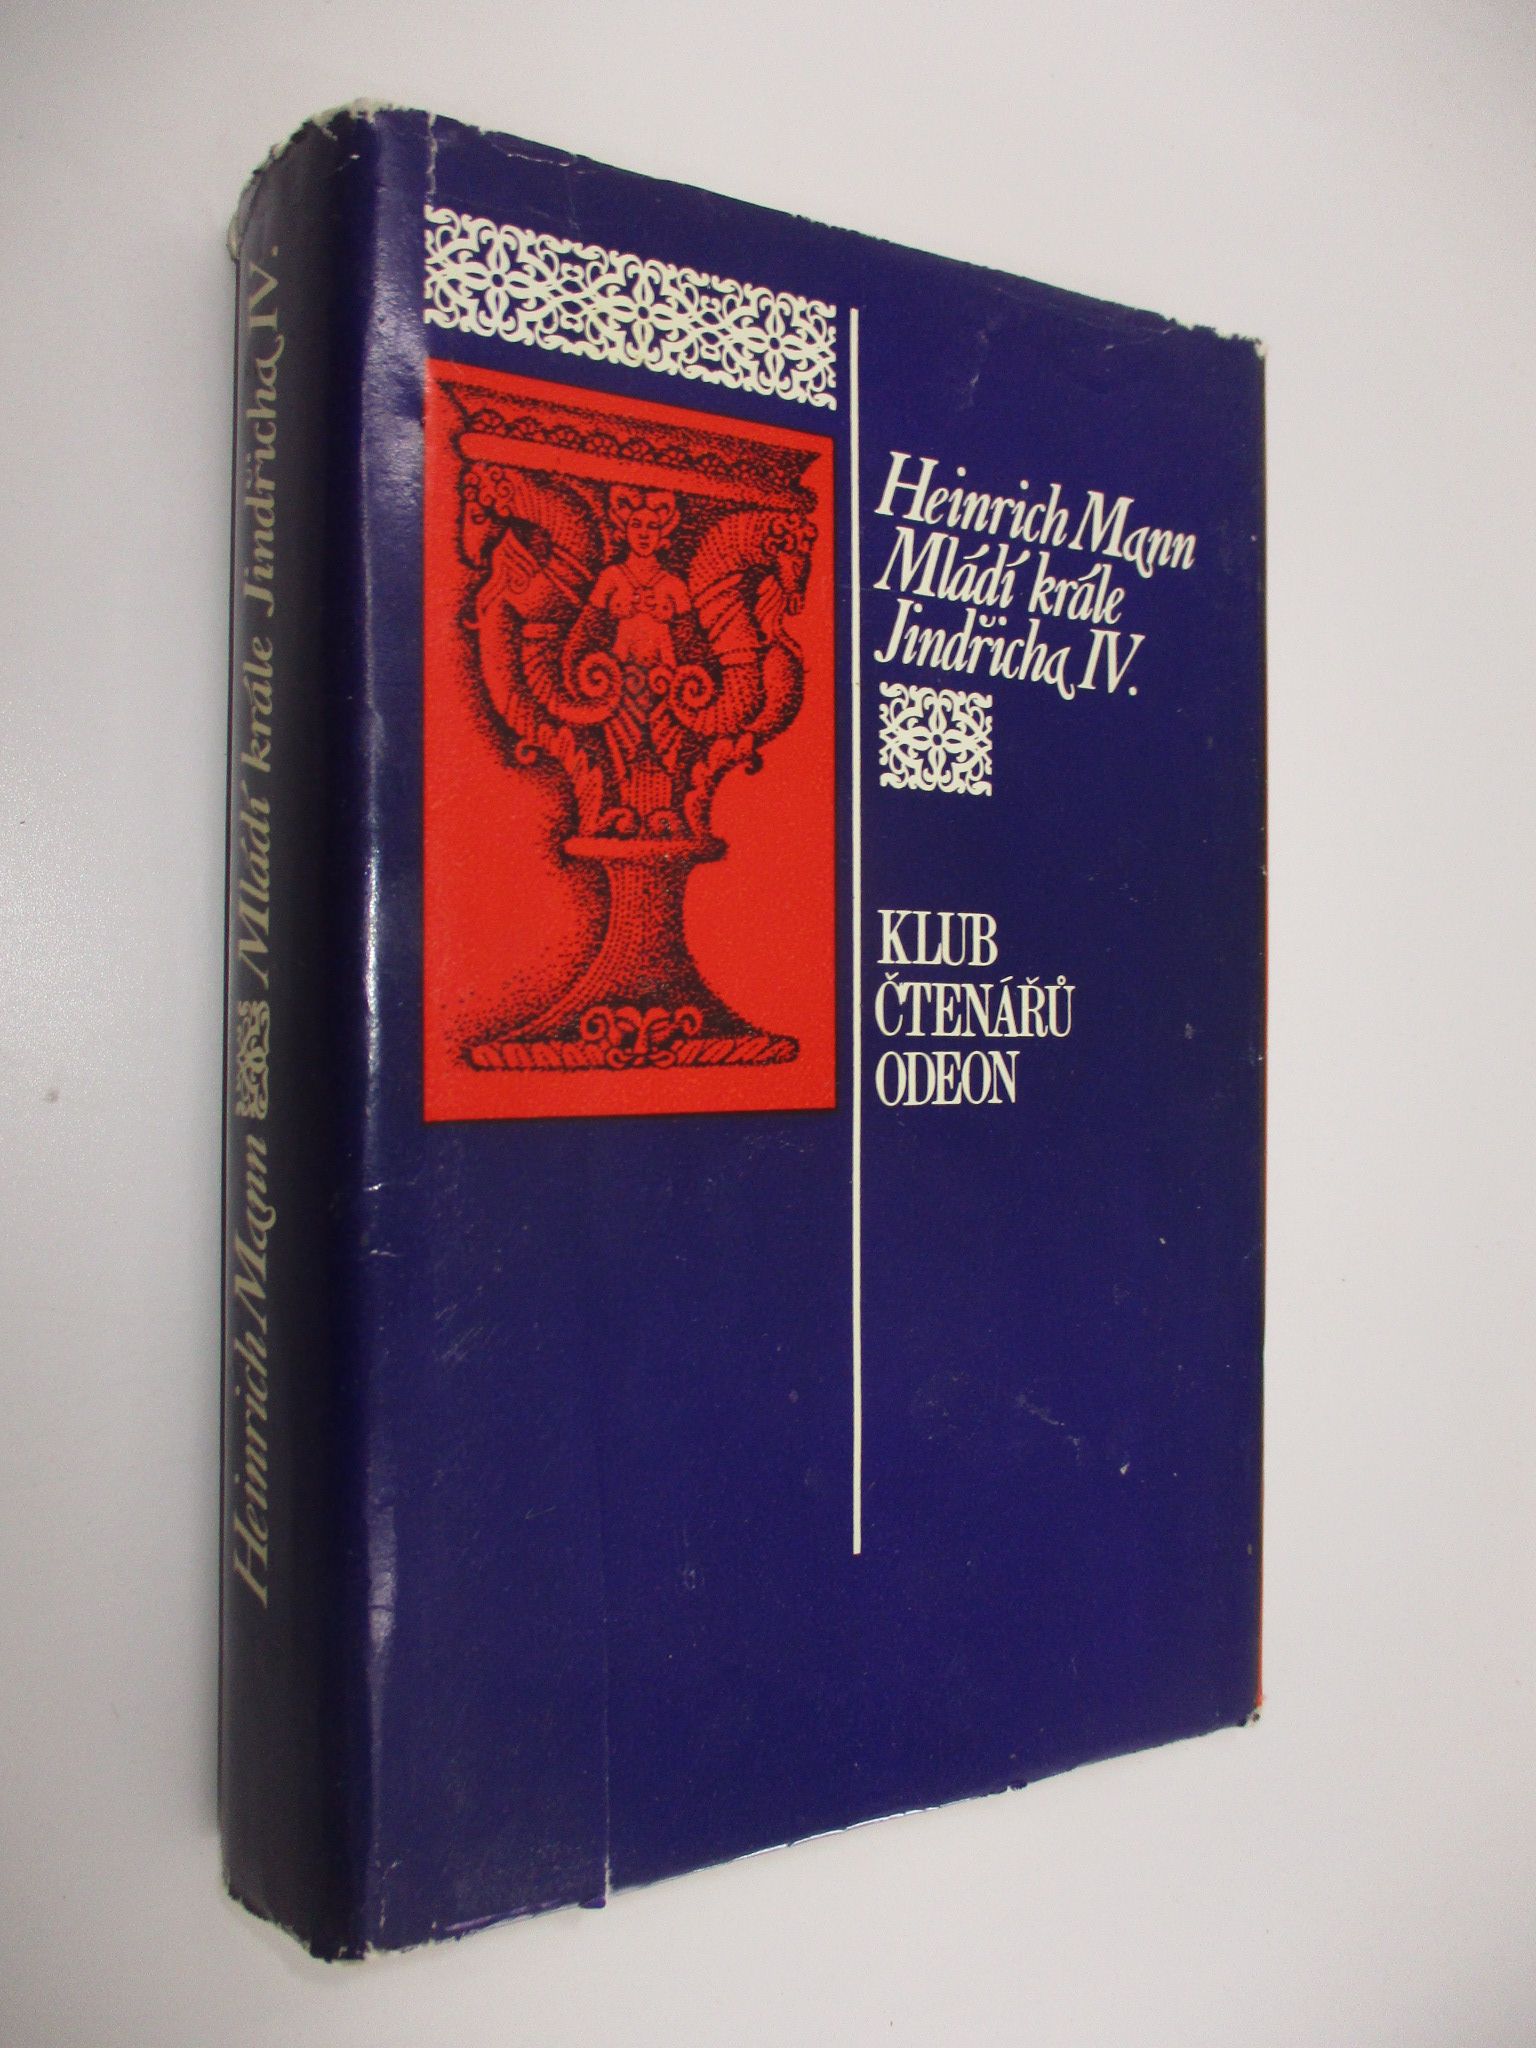 Heinrich Mann Mládí krále Jindřicha IV.
Heinrich Mann
Mládí krále
Jindřicha IV.
KLUB
ČTENÁŘŮ
ODEON